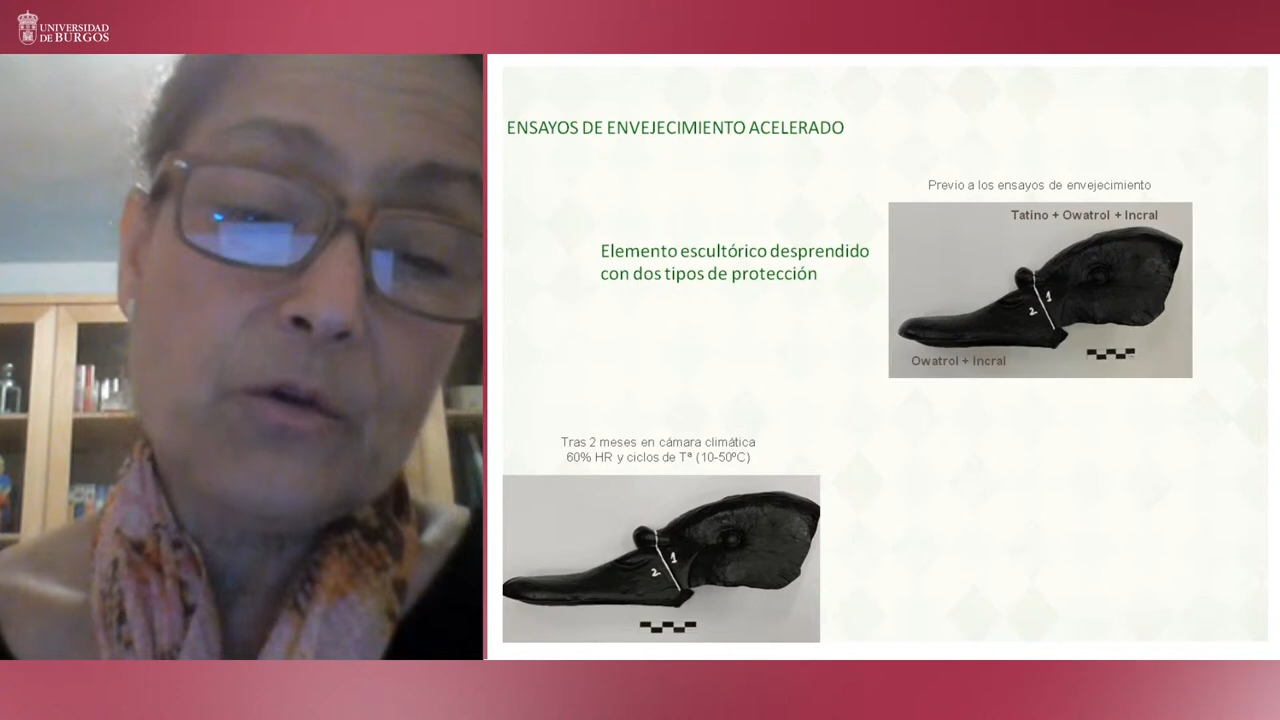 UNIVERSIDAD
DE BURGOS
ENSAYOS DE ENVEJECIMIENTO ACELERADO
Previo a los ensayos de envejecimiento
Tatino + Owatrol + Incral
Elemento escultórico desprendido
con dos tipos de protección
1
2
Owatrol + Incral
Tras 2 meses en cámara climática
60% HR y ciclos de Tª (10-50ºC)
1
2